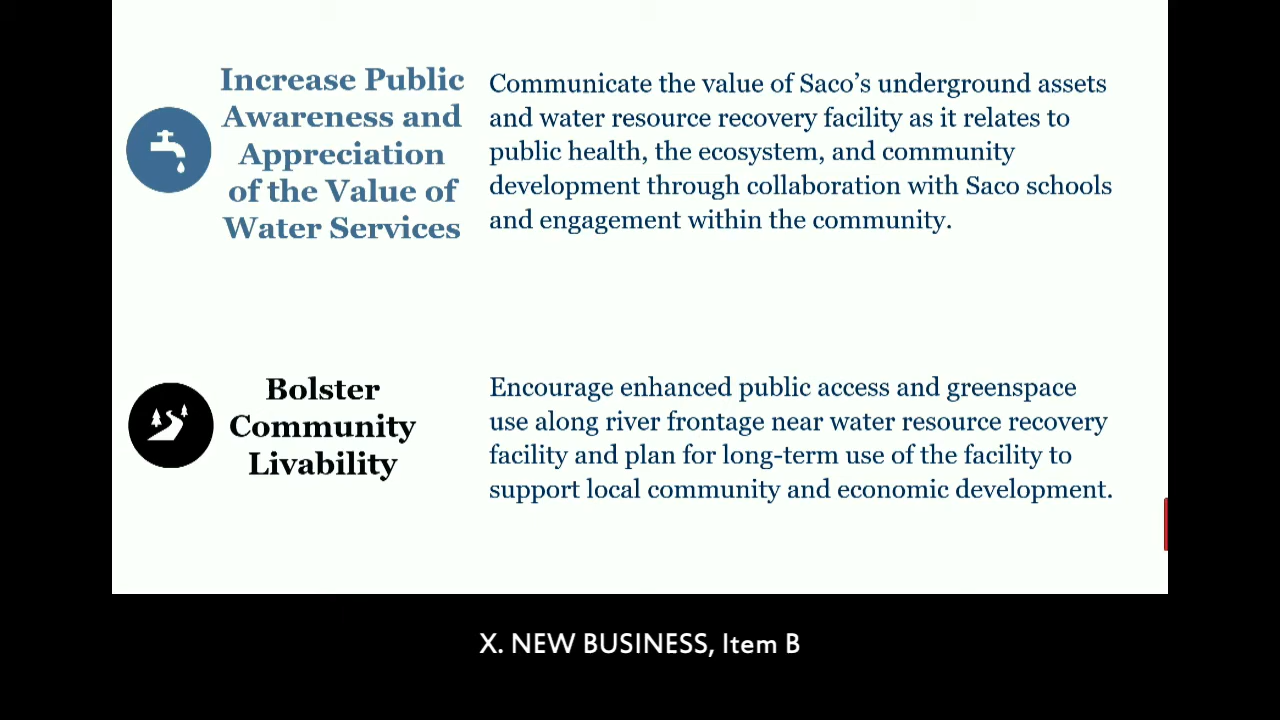 Increase Public
Awareness and
Appreciation
of the Value of
Water Services
Communicate the value of Saco’s underground assets
and water resource recovery facility as it relates to
public health, the ecosystem, and community
development through collaboration with Saco schools
and engagement within the community.
Bolster
Community
Livability
Encourage enhanced public access and greenspace
use along river frontage near water resource recovery
facility and plan for long-term use of the facility to
support local community and economic development.
X. NEW BUSINESS, Item B